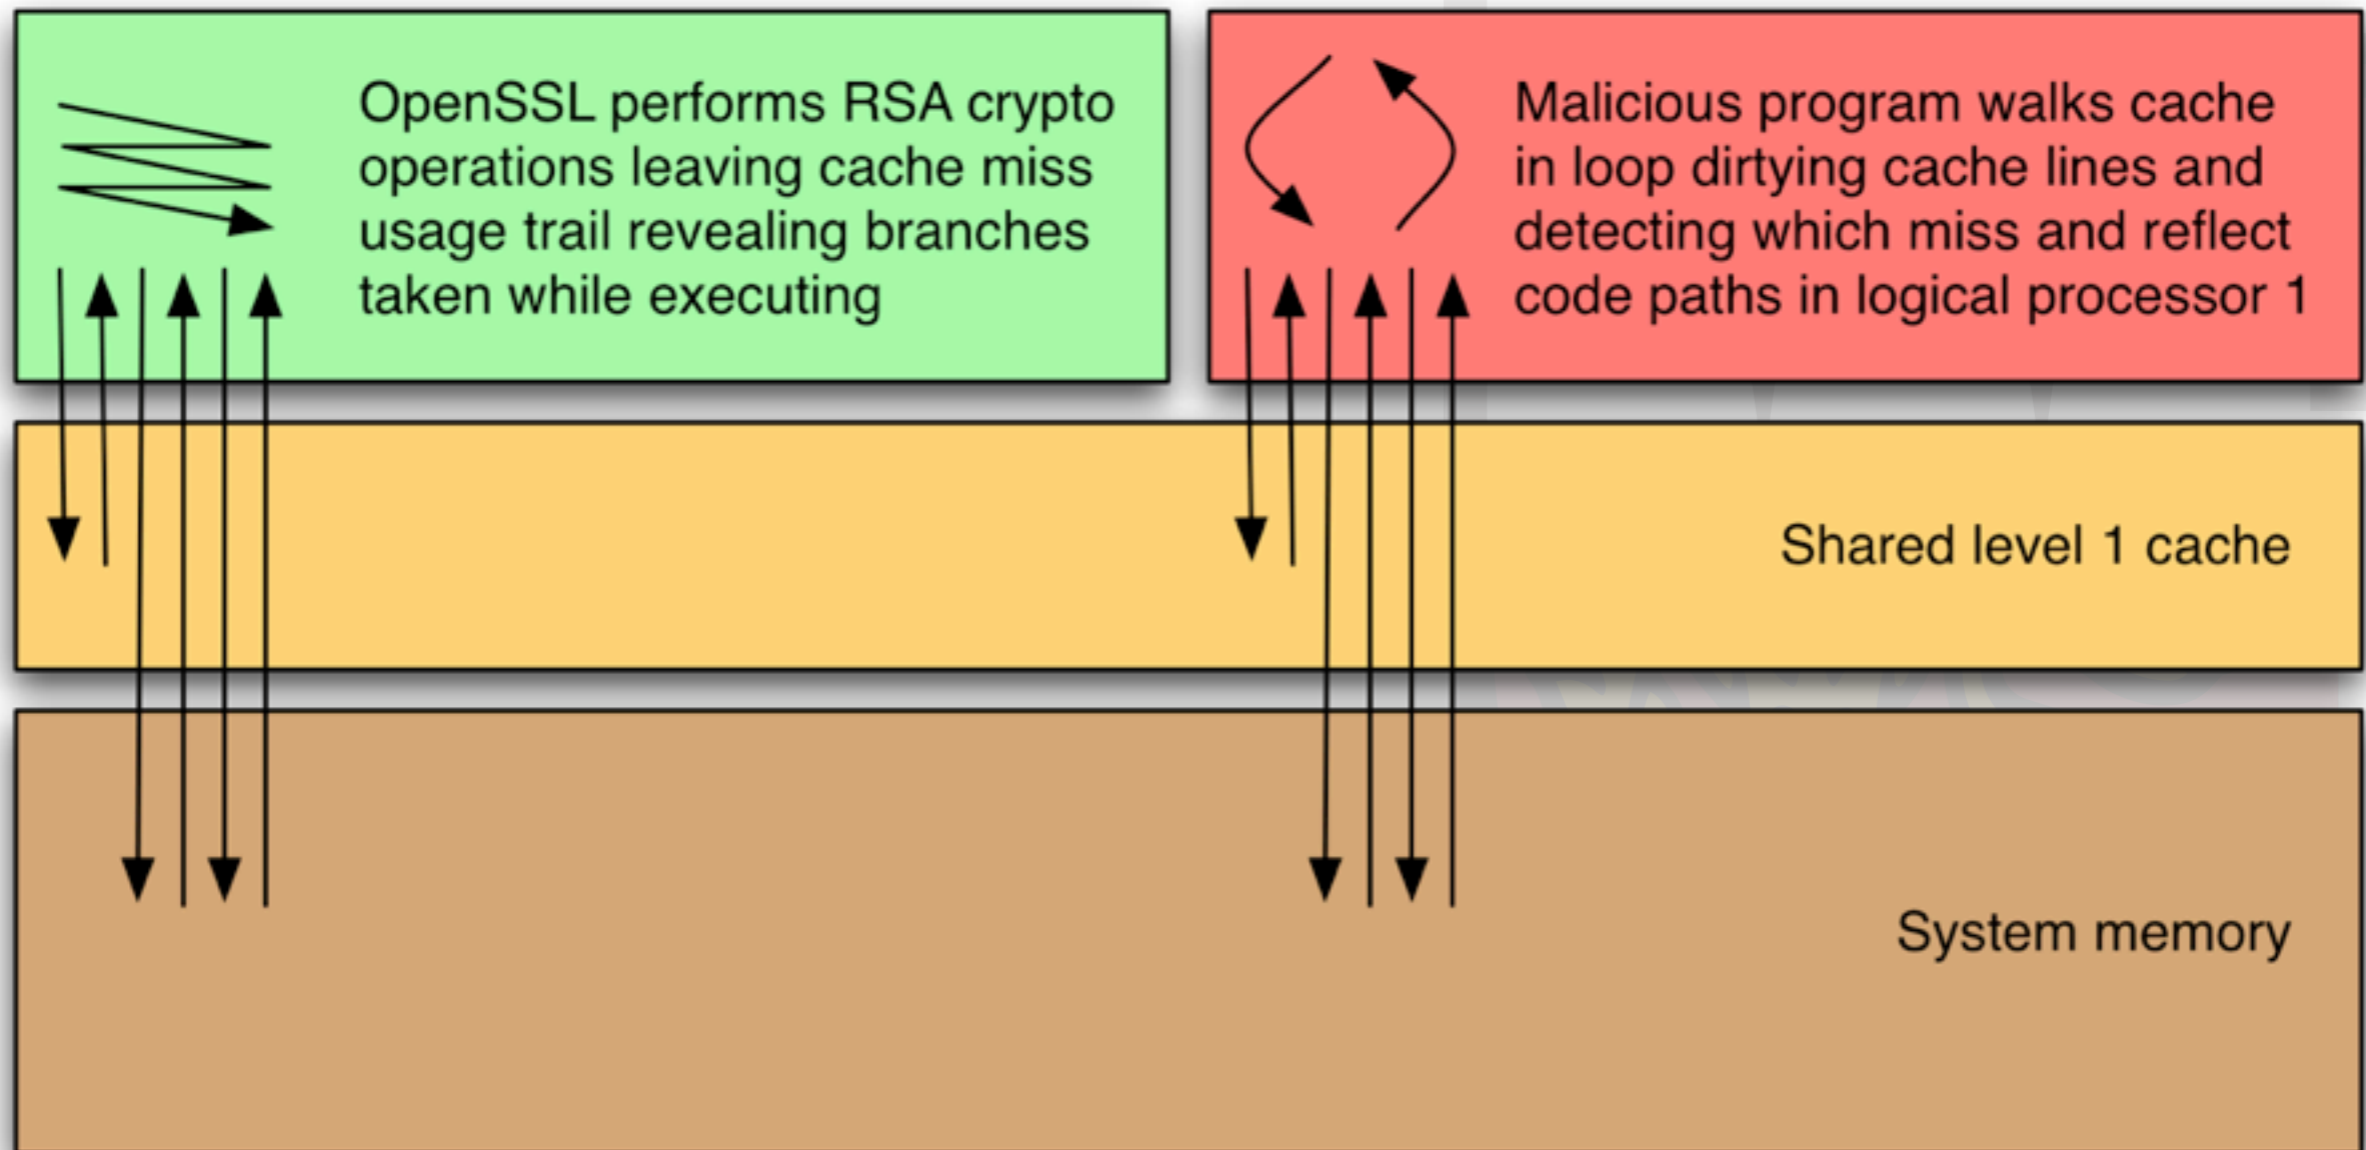 OpenSSL performs RSA crypto
operations leaving cache miss
usage trail revealing branches
taken while executing
Malicious program walks cache
in loop dirtying cache lines and
detecting which miss and reflect
code paths in logical processor 1
Shared level 1 cache
System memory